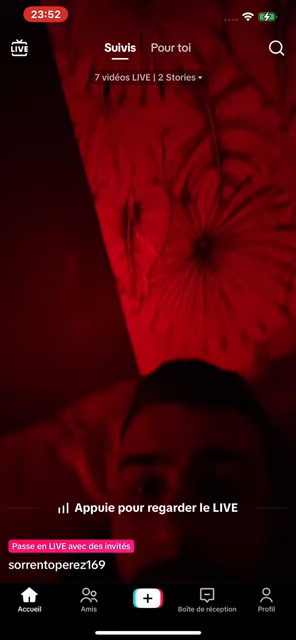 23:52
LIVE
Suivis
Pour toi
7 vidéos LIVE | 2 Stories
Appuie pour regarder le LIVE
Passe en LIVE avec des invités
sorrentoperez169
Accueil
Amis
Boîte de réception
Profil